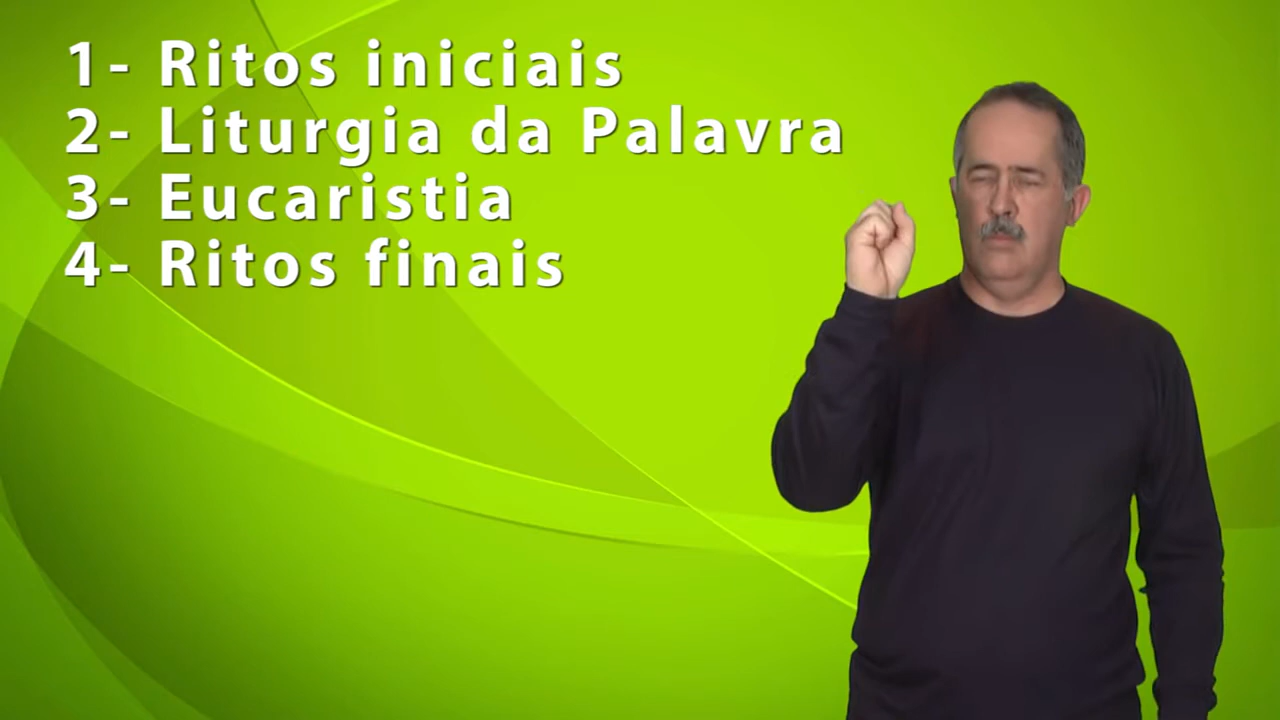 1- Ritos iniciais
2- Liturgia da Palavra
3- Eucaristia
4- Ritos finais